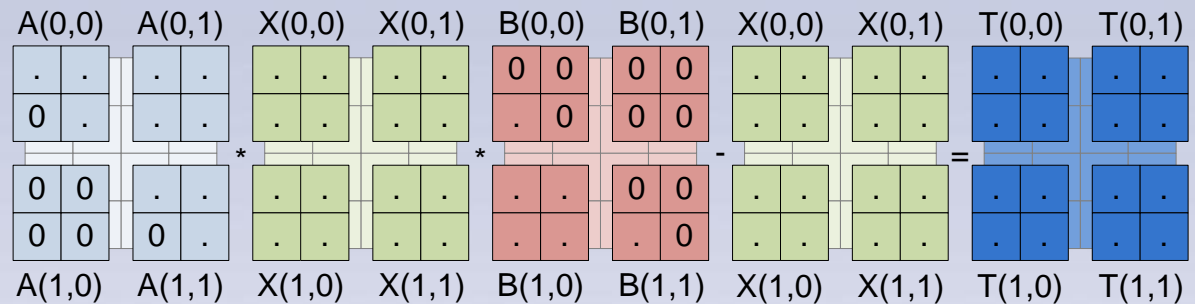 A(0,0) A(0,1) X(0,0) X(0,1) B(0,0) B(0,1) X(0,0) X(0,1) T(0,0) T(0,1)
. . . . . . . . 0 0 0 0 . . . . . . . .
0 . . . . . . . . 0 0 0 . . . . . . . .
* * - =
0 0 . . . . . . . . 0 0 . . . . . . . .
0 0 0 . . . . . . . . 0 . . . . . . . .
A(1,0) A(1,1) X(1,0) X(1,1) B(1,0) B(1,1) X(1,0) X(1,1) T(1,0) T(1,1)